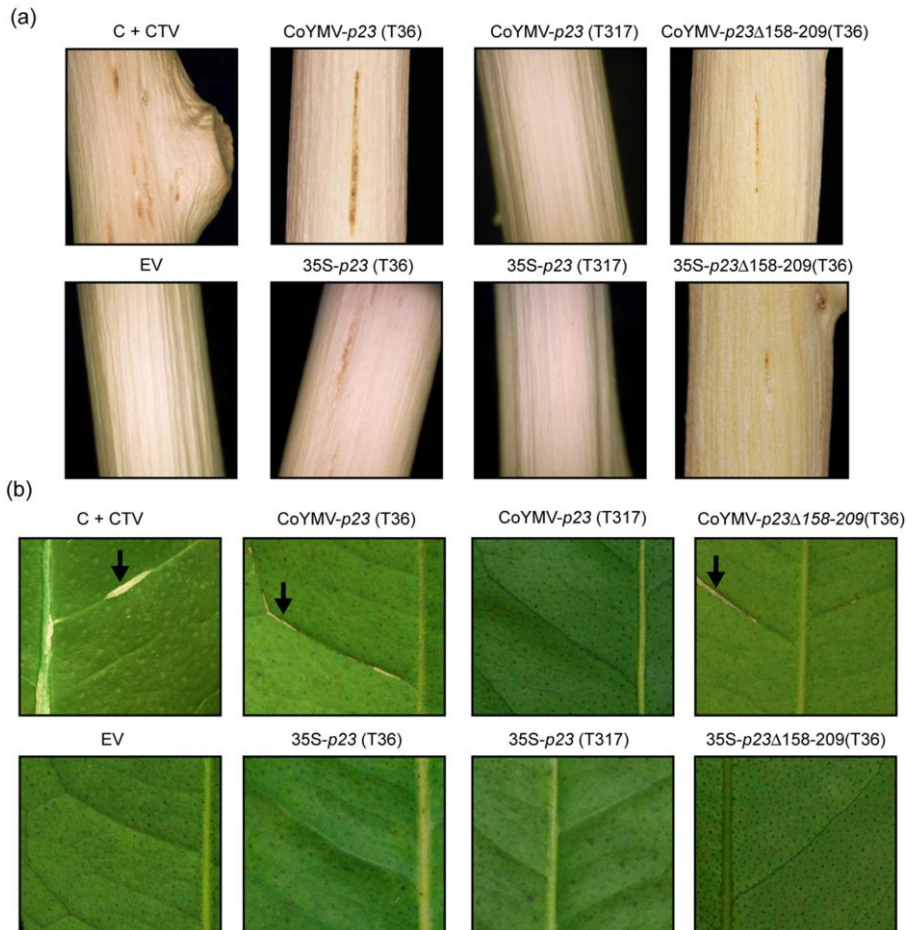 (a)
C + CTV CoYMV-p23 (T36) CoYMV-p23 (T317) CoYMV-p23Δ158-209(T36)
EV 35S-p23 (T36) 35S-p23 (T317) 35S-p23Δ158-209(T36)
(b)
C + CTV CoYMV-p23 (T36) CoYMV-p23 (T317) CoYMV-p23Δ158-209(T36)
EV 35S-p23 (T36) 35S-p23 (T317) 35S-p23Δ158-209(T36)